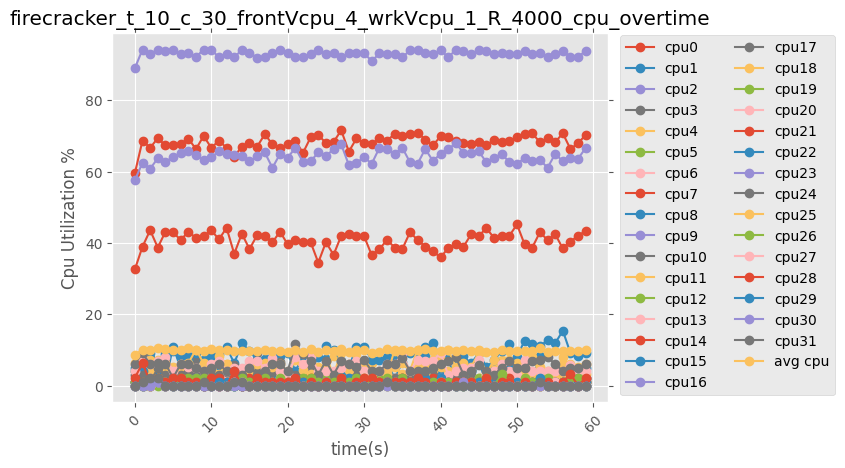 firecracker_t_10_c_30_frontVcpu_4_wrkVcpu_1_R_4000_cpu_overtime
Cpu Utilization %
80
60
40
20
0
0
10
20
30
40
50
60
time(s)
cpu0
cpu1
cpu2
cpu3
cpu4
cpu5
cpu6
cpu7
cpu8
cpu9
cpu10
cpu11
cpu12
cpu13
cpu14
cpu15
cpu16
cpu17
cpu18
cpu19
cpu20
cpu21
cpu22
cpu23
cpu24
cpu25
cpu26
cpu27
cpu28
cpu29
cpu30
cpu31
avg cpu